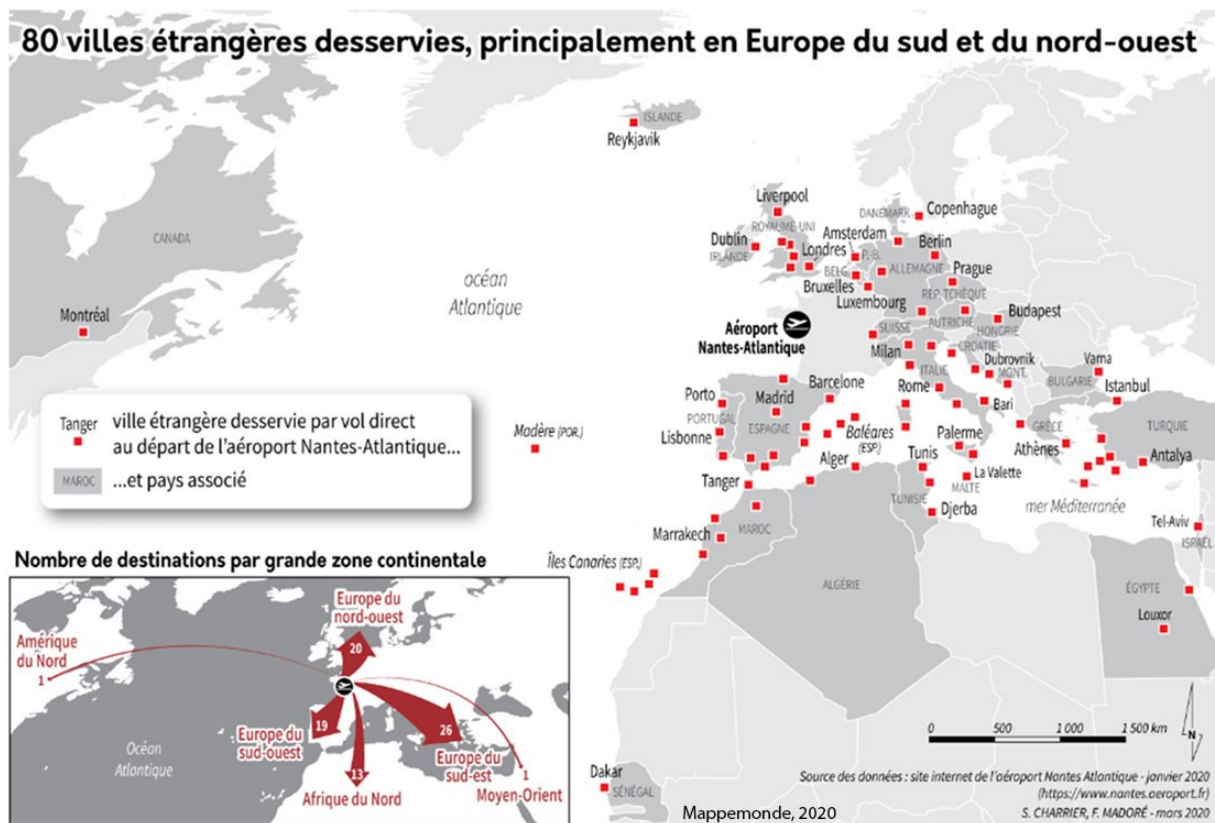 80 villes étrangères desservies, principalement en Europe du sud et du nord-ouest
ISLANDE
Reykjavik
Liverpool
ROYAUME-UNI
DANEMARK
Copenhague
Dublin
IRLANDE
Londres
Amsterdam
P.-B.
Berlin
CANADA
BELG.
ALLEMAGNE
Bruxelles
Prague
Luxembourg
RÉP. TCHÈQUE
océan
Atlantique
Montréal
Aéroport
Nantes-Atlantique
SUISSE
AUTRICHE
Budapest
HONGRIE
Milan
CROATIE
ITALIE
Dubrovnik
MONT.
Varna
BULGARIE
Istanbul
Porto
Madrid
Barcelone
Rome
Bari
PORTUGAL
ESPAGNE
Lisbonne
Baléares (ESP.)
Palerme
GRÈCE
Athènes
TURQUIE
Antalya
Madère (POR.)
Tanger
Alger
Tunis
La Valette
MALTE
TUNISIE
Djerba
mer Méditerranée
Tel-Aviv
ISRAËL
Marrakech
MAROC
Îles Canaries (ESP.)
ALGÉRIE
ÉGYPTE
Louxor
Dakar
SÉNÉGAL
Tanger ville étrangère desservie par vol direct
au départ de l'aéroport Nantes-Atlantique...
MAROC ...et pays associé
Nombre de destinations par grande zone continentale
Amérique
du Nord
1
Europe du
nord-ouest
20
19
Europe du
sud-ouest
26
Europe du
sud-est
13
Afrique du Nord
1
Moyen-Orient
Océan
Atlantique
0 500 1 000 1 500 km
N
Source des données : site internet de l'aéroport Nantes Atlantique - janvier 2020
(https://www.nantes.aeroport.fr)
Mappemonde, 2020
S. CHARRIER, F. MADORÉ - mars 2020